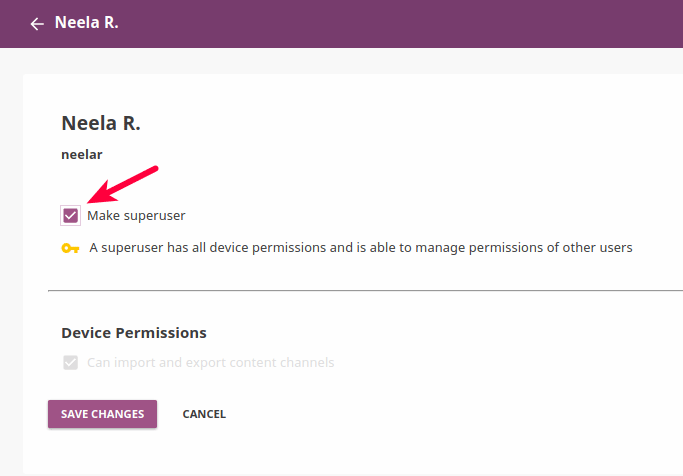 Neela R.
Neela R.
neelar
Make superuser
A superuser has all device permissions and is able to manage permissions of other users
Device Permissions
Can import and export content channels
SAVE CHANGES CANCEL